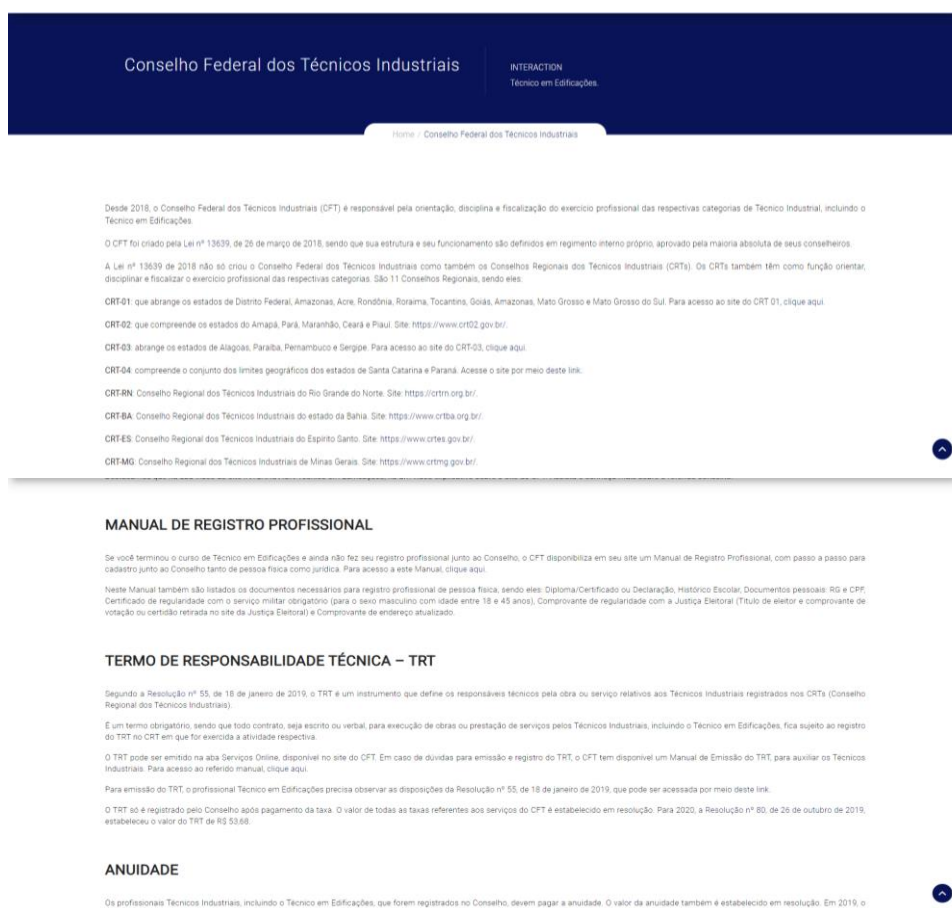 Conselho Federal dos Técnicos Industriais
INTERACTION
Técnico em Edificações.
Home / Conselho Federal dos Técnicos Industriais
Desde 2018, o Conselho Federal dos Técnicos Industriais (CFT) é responsável pela orientação, disciplina e fiscalização do exercício profissional das respectivas categorias de Técnico Industrial, incluindo o
Técnico em Edificações.
O CFT foi criado pela Lei nº 13639, de 26 de março de 2018, sendo que sua estrutura e seu funcionamento são definidos em regimento interno próprio, aprovado pela maioria absoluta de seus conselheiros.
A Lei nº 13639 de 2018 não só criou o Conselho Federal dos Técnicos Industriais como também os Conselhos Regionais dos Técnicos Industriais (CRTs). Os CRTs também têm como função orientar,
disciplinar e fiscalizar o exercício profissional das respectivas categorias. São 11 Conselhos Regionais, sendo eles:
CRT-01: que abrange os estados de Distrito Federal, Amazonas, Acre, Rondônia, Roraima, Tocantins, Goiás, Amazonas, Mato Grosso e Mato Grosso do Sul. Para acesso ao site do CRT 01, clique aqui.
CRT-02: que compreende os estados do Amapá, Pará, Maranhão, Ceará e Piauí. Site: https://www.crt02.gov.br/.
CRT-03: abrange os estados de Alagoas, Paraíba, Pernambuco e Sergipe. Para acesso ao site do CRT-03, clique aqui.
CRT-04: compreende o conjunto dos limites geográficos dos estados de Santa Catarina e Paraná. Acesse o site por meio deste link.
CRT-RN: Conselho Regional dos Técnicos Industriais do Rio Grande do Norte. Site: https://crtrn.org.br/.
CRT-BA: Conselho Regional dos Técnicos Industriais do estado da Bahia. Site: https://www.crtba.org.br/.
CRT-ES: Conselho Regional dos Técnicos Industriais do Espírito Santo. Site: https://www.crtes.gov.br/.
CRT-MG: Conselho Regional dos Técnicos Industriais de Minas Gerais. Site: https://www.crtmg.gov.br/.
MANUAL DE REGISTRO PROFISSIONAL
Se você terminou o curso de Técnico em Edificações e ainda não fez seu registro profissional junto ao Conselho, o CFT disponibiliza em seu site um Manual de Registro Profissional, com passo a passo para
cadastro junto ao Conselho tanto de pessoa física como jurídica. Para acesso a este Manual, clique aqui.
Neste Manual também são listados os documentos necessários para registro profissional de pessoa física, sendo eles: Diploma/Certificado ou Declaração, Histórico Escolar, Documentos pessoais: RG e CPF,
Certificado de regularidade com o serviço militar obrigatório (para o sexo masculino com idade entre 18 e 45 anos), Comprovante de regularidade com a Justiça Eleitoral (Título de eleitor e comprovante de
votação ou certidão retirada no site da Justiça Eleitoral) e Comprovante de endereço atualizado.
TERMO DE RESPONSABILIDADE TÉCNICA – TRT
Segundo a Resolução nº 55, de 18 de janeiro de 2019, o TRT é um instrumento que define os responsáveis técnicos pela obra ou serviço relativos aos Técnicos Industriais registrados nos CRTs (Conselho
Regional dos Técnicos Industriais).
É um termo obrigatório, sendo que todo contrato, seja escrito ou verbal, para execução de obras ou prestação de serviços pelos Técnicos Industriais, incluindo o Técnico em Edificações, fica sujeito ao registro
do TRT no CRT em que for exercida a atividade respectiva.
O TRT pode ser emitido na aba Serviços Online, disponível no site do CFT. Em caso de dúvidas para emissão e registro do TRT, o CFT tem disponível um Manual de Emissão do TRT, para auxiliar os Técnicos
Industriais. Para acesso ao referido manual, clique aqui.
Para emissão do TRT, o profissional Técnico em Edificações precisa observar as disposições da Resolução nº 55, de 18 de janeiro de 2019, que pode ser acessada por meio deste link.
O TRT só é registrado pelo Conselho após pagamento da taxa. O valor de todas as taxas referentes aos serviços do CFT é estabelecido em resolução. Para 2020, a Resolução nº 80, de 26 de outubro de 2019,
estabeleceu o valor do TRT de R$ 53,68.
ANUIDADE
Os profissionais Técnicos Industriais, incluindo o Técnico em Edificações, que forem registrados no Conselho, devem pagar a anuidade. O valor da anuidade também é estabelecido em resolução. Em 2019, o